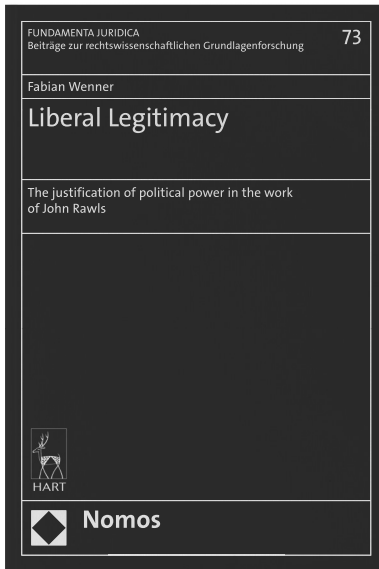 FUNDAMENTA JURIDICA
Beiträge zur rechtswissenschaftlichen Grundlagenforschung
73
Fabian Wenner
Liberal Legitimacy
The justification of political power in the work
of John Rawls
HART
Nomos